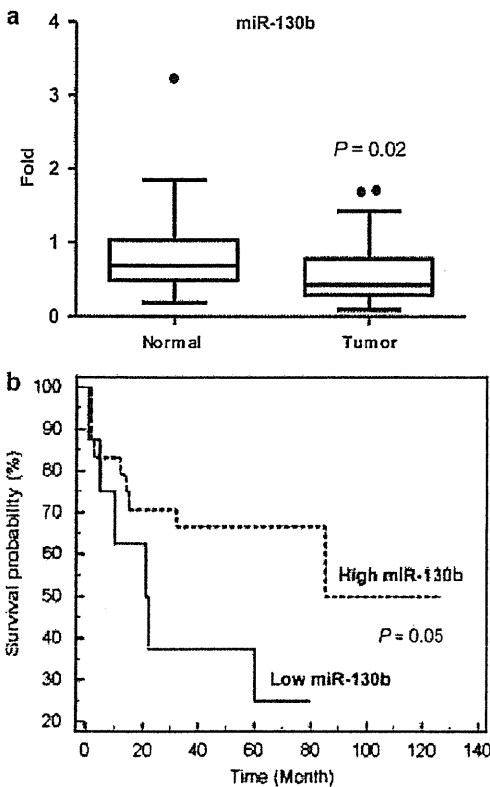 a
miR-130b
4
3
2
1
0
Fold
P = 0.02
Normal
Tumor
b
100
90
80
70
60
50
40
30
20
Survival probability (%)
High miR-130b
P = 0.05
Low miR-130b
0 20 40 60 80 100 120 140
Time (Month)